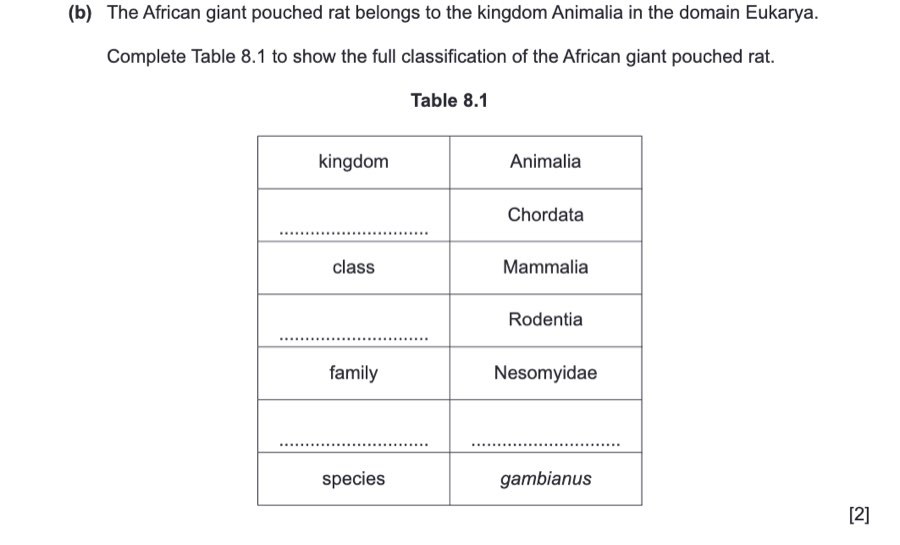 (b) The African giant pouched rat belongs to the kingdom Animalia in the domain Eukarya.
Complete Table 8.1 to show the full classification of the African giant pouched rat.
Table 8.1
kingdom Animalia
.............................. Chordata
class Mammalia
.............................. Rodentia
family Nesomyidae
.............................. ..............................
species gambianus
[2]